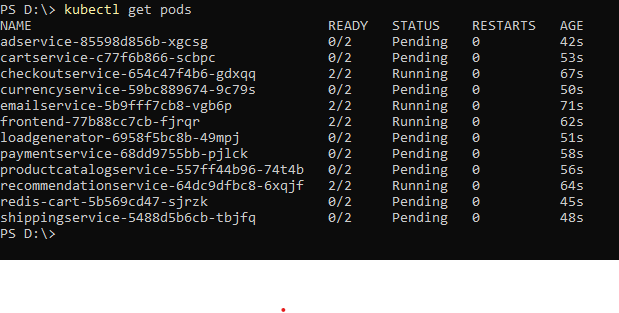 PS D:\> kubectl get pods
NAME READY STATUS RESTARTS AGE
adservice-85598d856b-xgcsg 0/2 Pending 0 42s
cartservice-c77f6b866-scbpc 0/2 Pending 0 53s
checkoutservice-654c47f4b6-gdxqq 2/2 Running 0 67s
currencyservice-59bc889674-9c79s 0/2 Pending 0 50s
emailservice-5b9fff7cb8-vgb6p 2/2 Running 0 71s
frontend-77b88cc7cb-fjrqr 2/2 Running 0 62s
loadgenerator-6958f5bc8b-49mpj 0/2 Pending 0 51s
paymentservice-68dd9755bb-pjlck 0/2 Pending 0 58s
productcatalogservice-557ff44b96-74t4b 0/2 Pending 0 56s
recommendationservice-64dc9dfbc8-6xqjf 2/2 Running 0 64s
redis-cart-5b569cd47-sjrzk 0/2 Pending 0 45s
shippingservice-5488d5b6cb-tbjfq 0/2 Pending 0 48s
PS D:\>